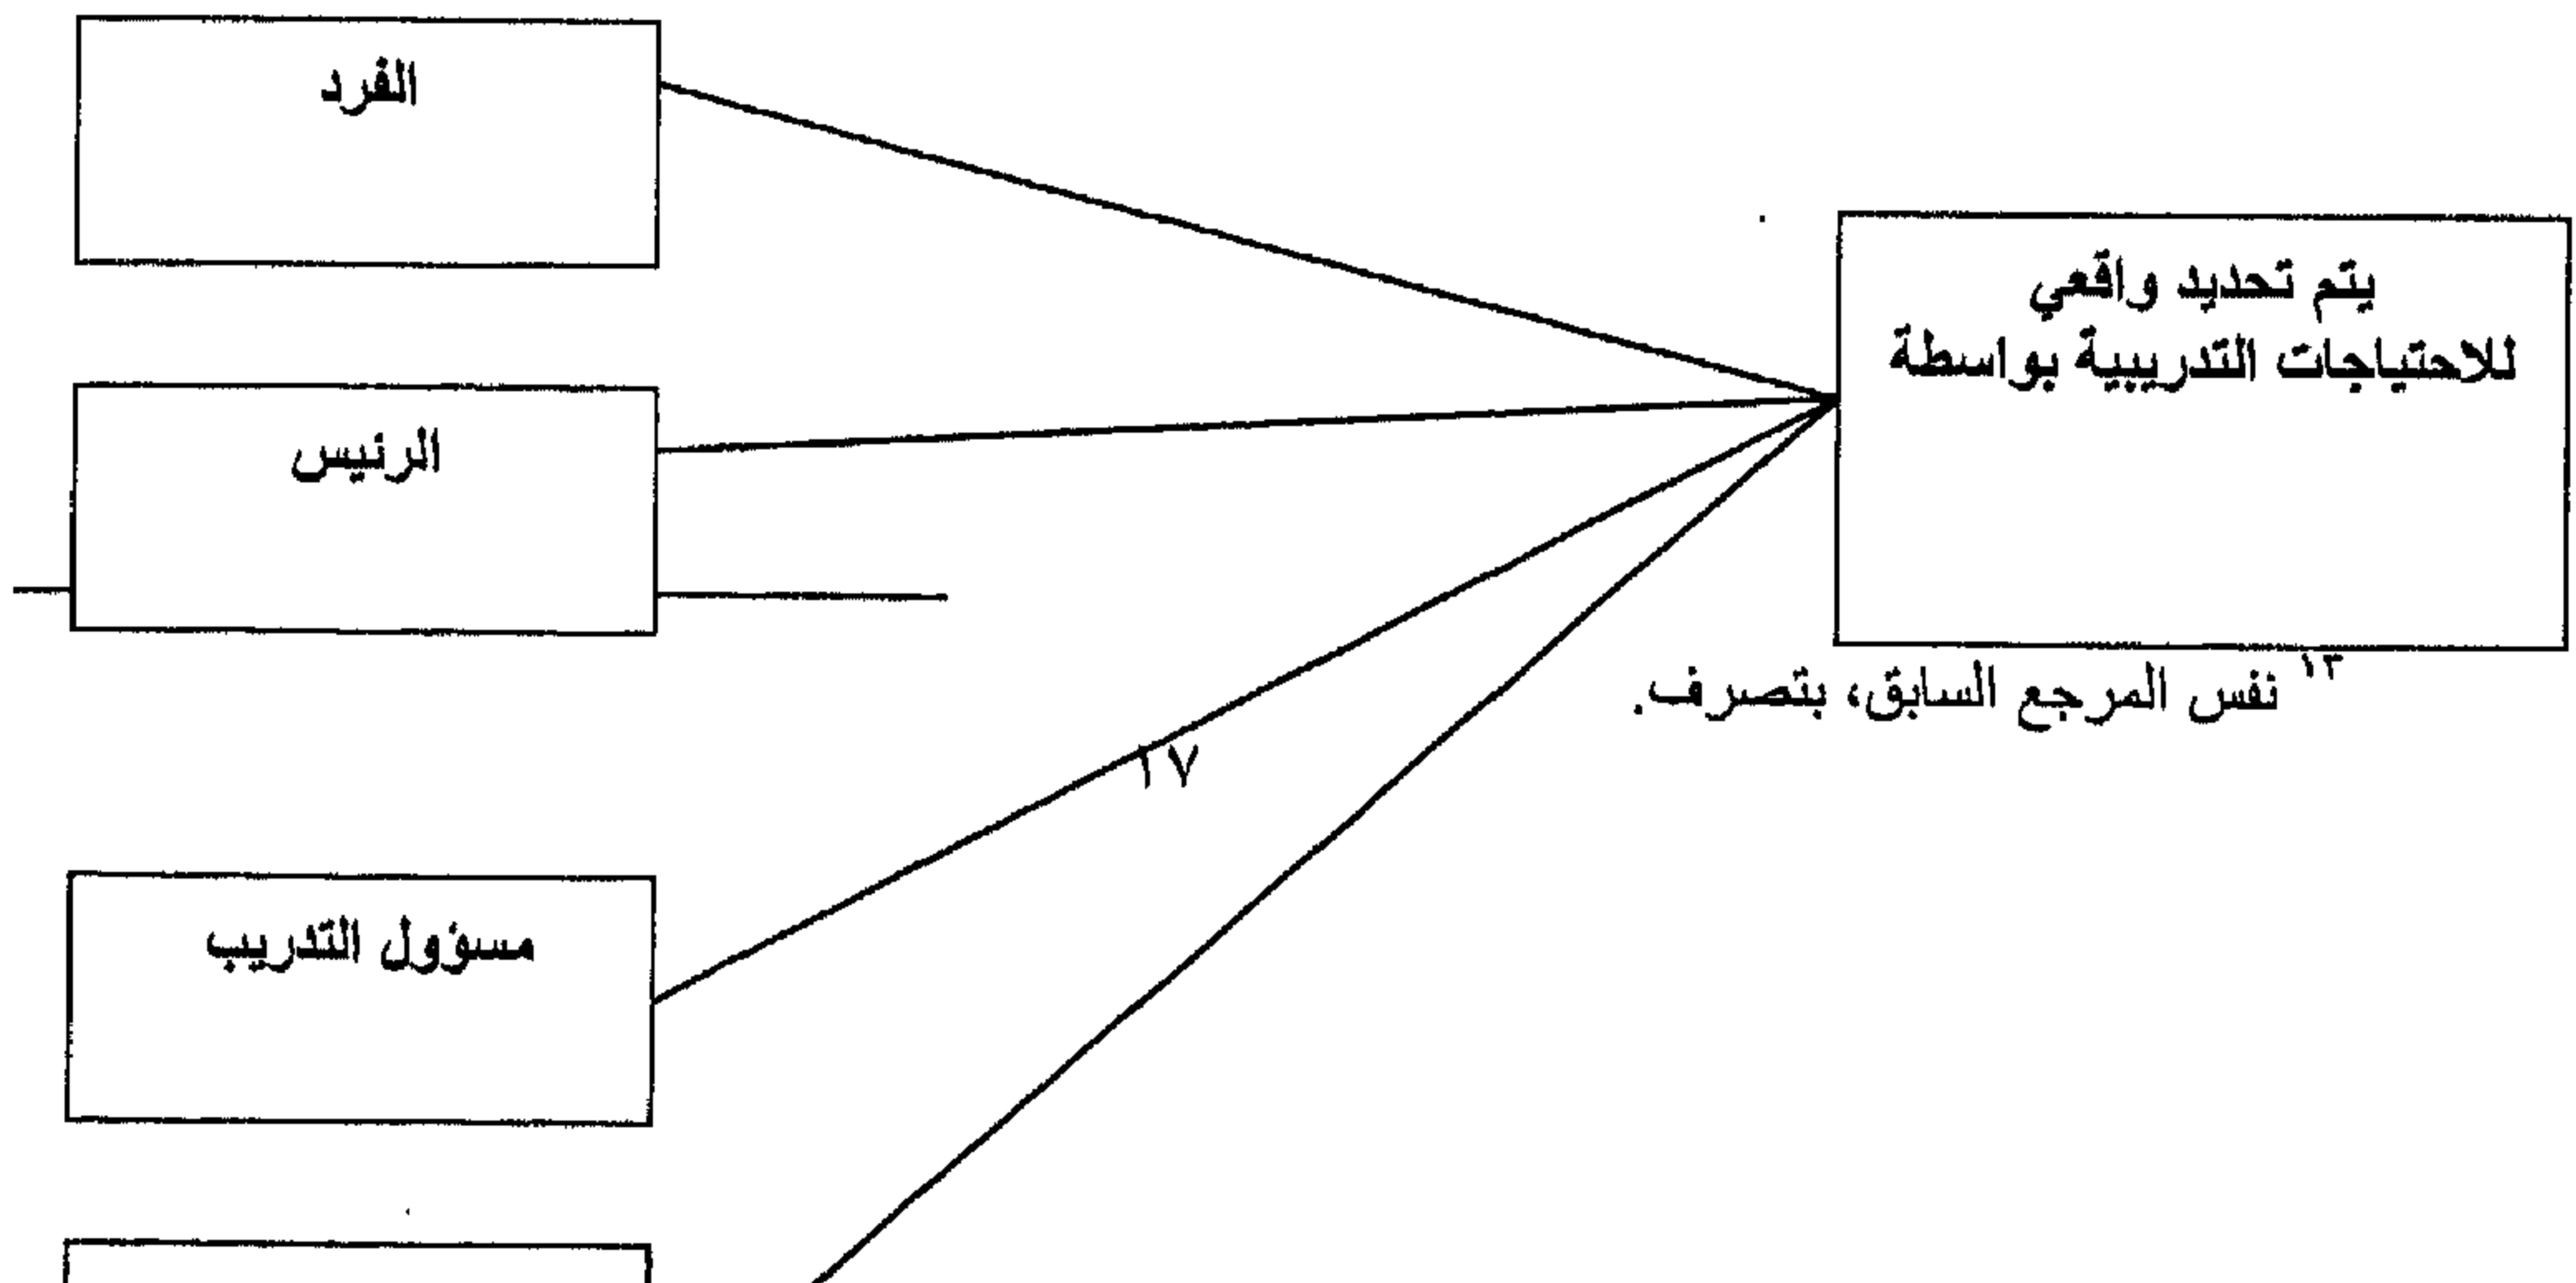 الفرد
يتم تحديد واقعي
للاحتياجات التدريبية بواسطة
الرئيس
١٣ نفس المرجع السابق، بتصرف.
١٧
مسؤول التدريب